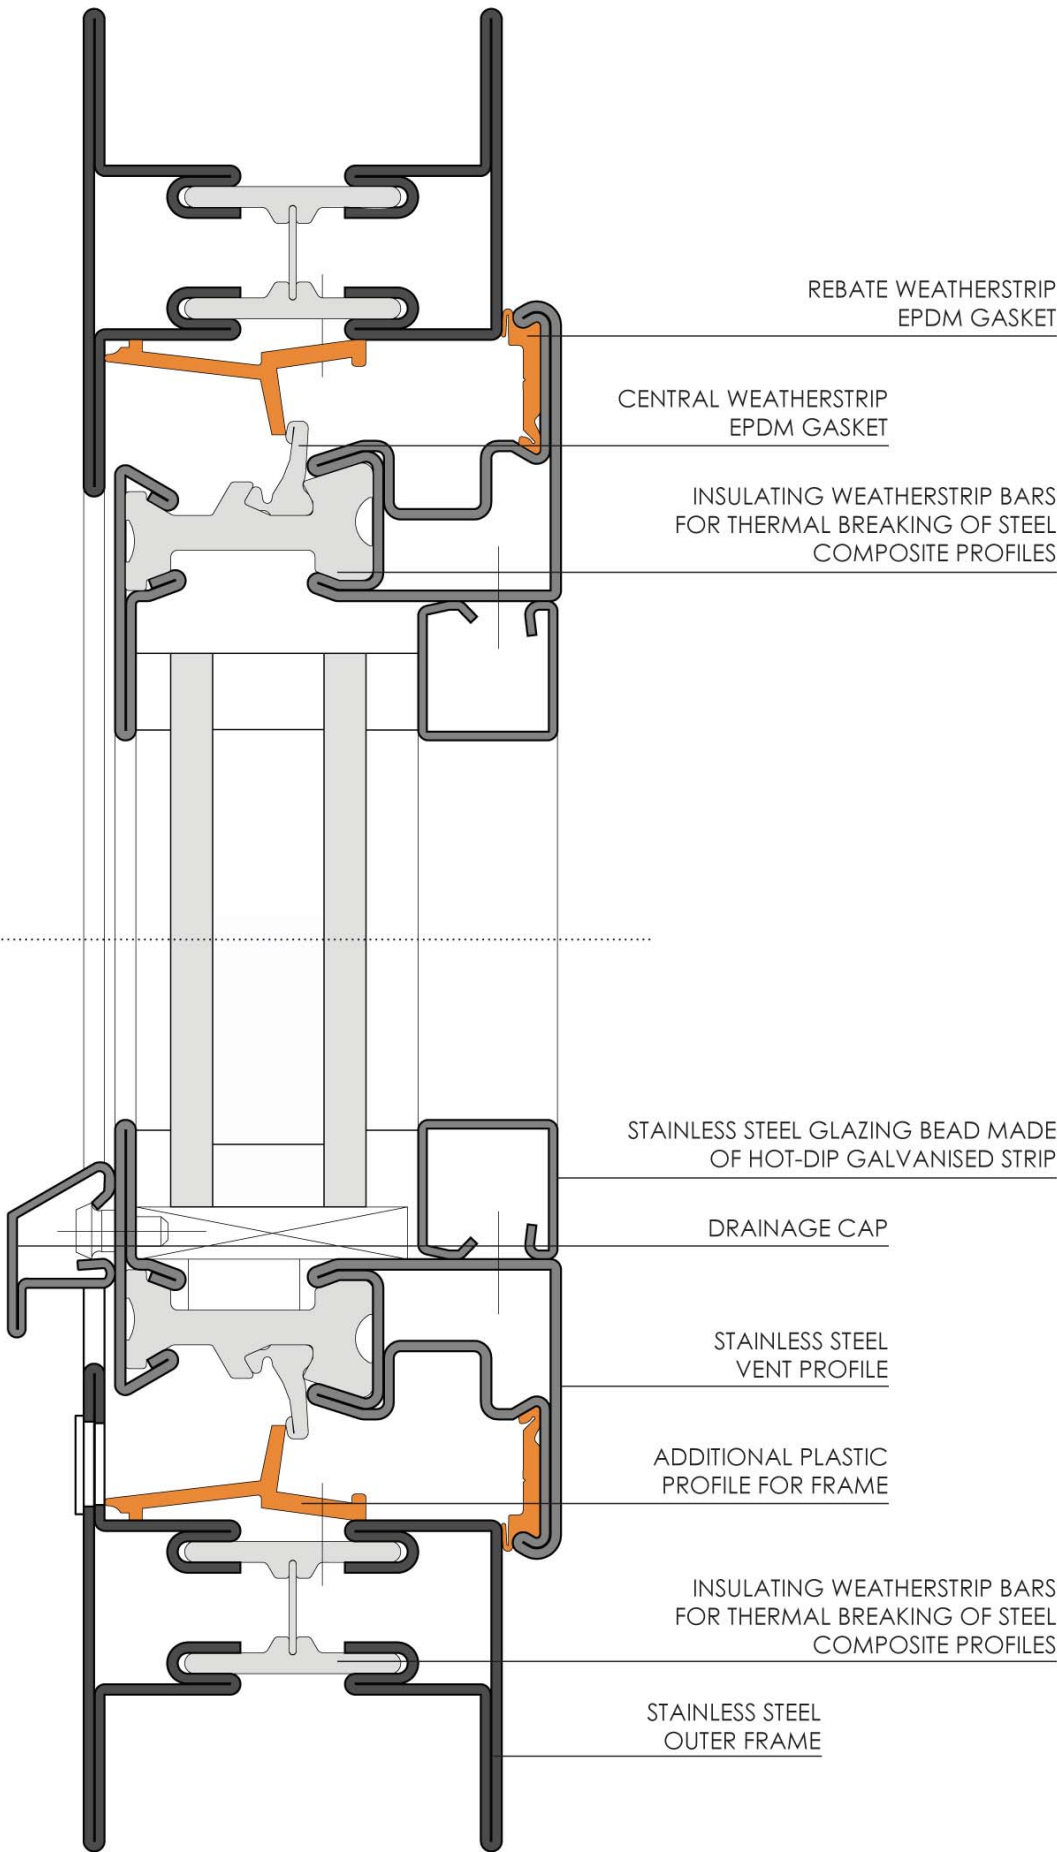 REBATE WEATHERSTRIP
EPDM GASKET
CENTRAL WEATHERSTRIP
EPDM GASKET
INSULATING WEATHERSTRIP BARS
FOR THERMAL BREAKING OF STEEL
COMPOSITE PROFILES
STAINLESS STEEL GLAZING BEAD MADE
OF HOT-DIP GALVANISED STRIP
DRAINAGE CAP
STAINLESS STEEL
VENT PROFILE
ADDITIONAL PLASTIC
PROFILE FOR FRAME
INSULATING WEATHERSTRIP BARS
FOR THERMAL BREAKING OF STEEL
COMPOSITE PROFILES
STAINLESS STEEL
OUTER FRAME